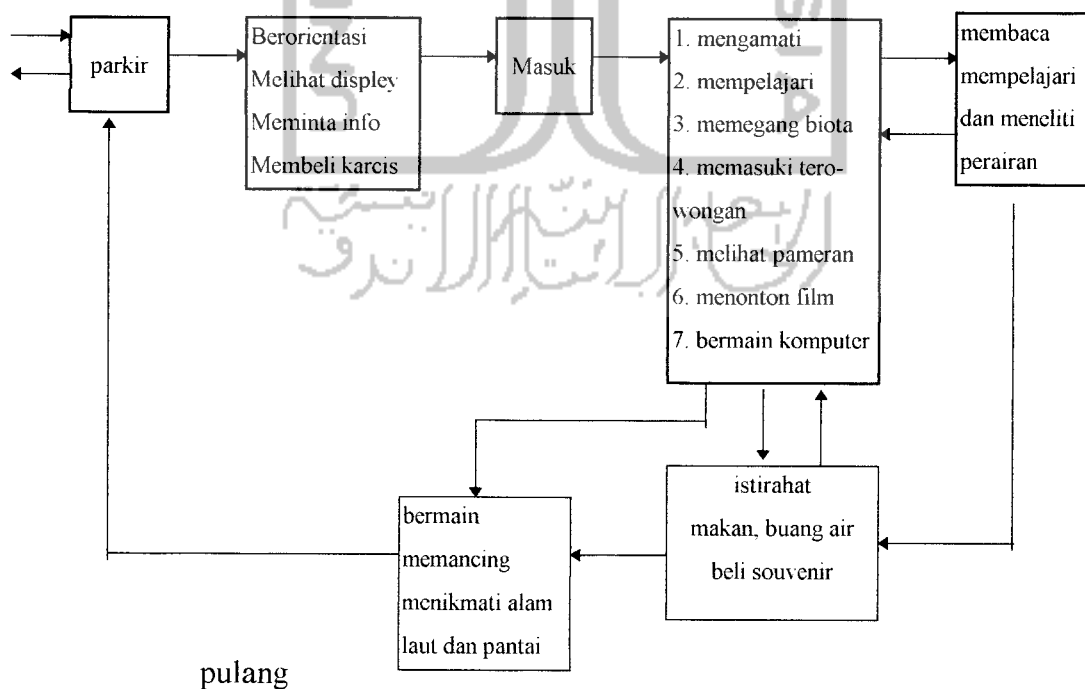 parkir
Berorientasi
Melihat displey
Meminta info
Membeli karcis
Masuk
1. mengamati
2. mempelajari
3. memegang biota
4. memasuki tero-
wongan
5. melihat pameran
6. menonton film
7. bermain komputer
membaca
mempelajari
dan meneliti
perairan
istirahat
makan, buang air
beli souvenir
bermain
memancing
menikmati alam
laut dan pantai
pulang